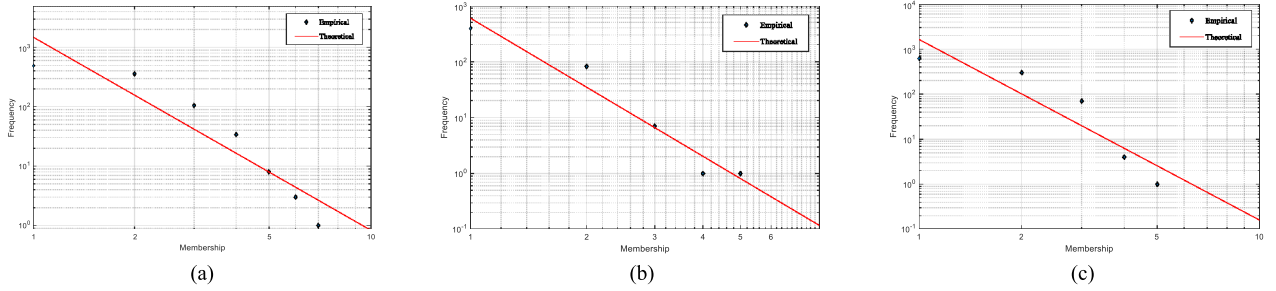 Empirical
Theoretical
Frequency
10^3
10^2
10^1
10^0
1
2
5
10
Membership
(a)
Empirical
Theoretical
Frequency
10^3
10^2
10^1
10^0
10^-1
1
2
3
4
5
6
Membership
(b)
Empirical
Theoretical
Frequency
10^4
10^3
10^2
10^1
10^0
10^-1
1
2
5
10
Membership
(c)